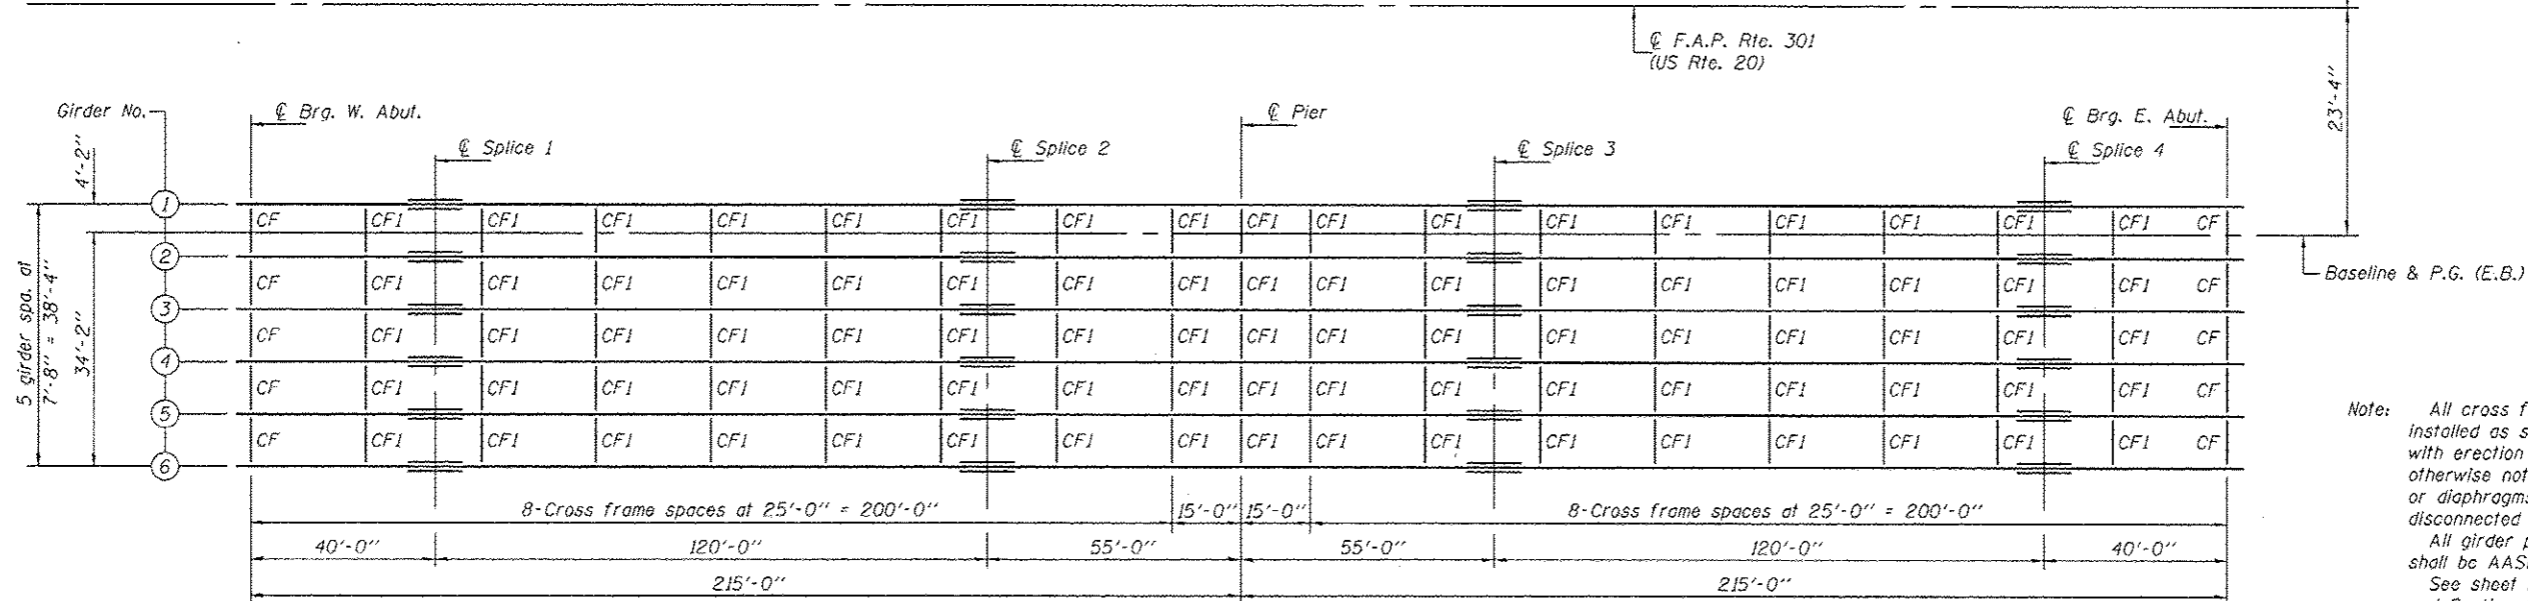 ℄ F.A.P. Rte. 301
(US Rte. 20)
23'-4"
Girder No.
℄ Brg. W. Abut.
℄ Pier
℄ Brg. E. Abut.
℄ Splice 1
℄ Splice 2
℄ Splice 3
℄ Splice 4
4'-2"
1
CF CF1 CF1 CF1 CF1 CF1 CF1 CF1 CF1 CF1 CF1 CF1 CF1 CF1 CF1 CF1 CF1 CF1 CF
2
Baseline & P.G. (E.B.)
CF CF1 CF1 CF1 CF1 CF1 CF1 CF1 CF1 CF1 CF1 CF1 CF1 CF1 CF1 CF1 CF1 CF1 CF
3
5 girder spa. at
7'-8" = 38'-4"
34'-2"
CF CF1 CF1 CF1 CF1 CF1 CF1 CF1 CF1 CF1 CF1 CF1 CF1 CF1 CF1 CF1 CF1 CF1 CF
4
CF CF1 CF1 CF1 CF1 CF1 CF1 CF1 CF1 CF1 CF1 CF1 CF1 CF1 CF1 CF1 CF1 CF1 CF
5
CF CF1 CF1 CF1 CF1 CF1 CF1 CF1 CF1 CF1 CF1 CF1 CF1 CF1 CF1 CF1 CF1 CF1 CF
6
Note: All cross f
installed as s
with erection
otherwise not
or diaphragms
disconnected
All girder p
shall be AAS
See sheet
8-Cross frame spaces at 25'-0" = 200'-0"
15'-0" 15'-0"
8-Cross frame spaces at 25'-0" = 200'-0"
40'-0" 120'-0" 55'-0" 55'-0" 120'-0" 40'-0"
215'-0" 215'-0"